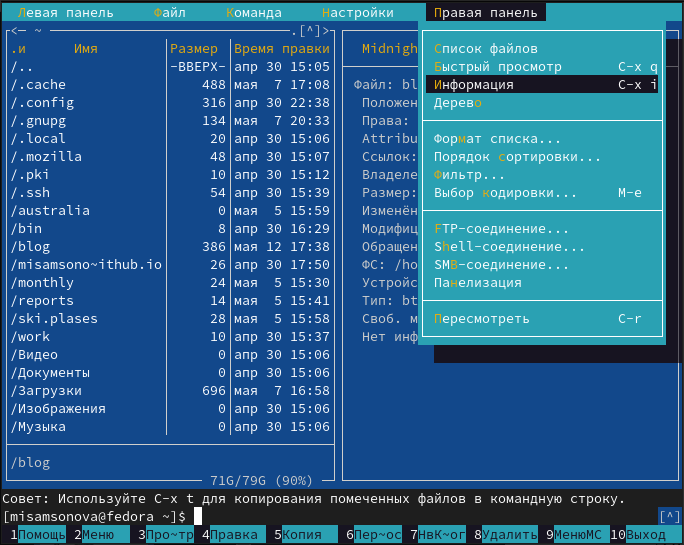 Левая панель Файл Команда Настройки Правая панель
<─ ~ .[^]>
.и Имя Размер Время правки
/.. -ВВЕРХ- апр 30 15:05
/.cache 488 мая 7 17:08
/.config 316 апр 30 22:38
/.gnupg 134 мая 7 20:33
/.local 20 апр 30 15:06
/.mozilla 48 апр 30 15:07
/.pki 10 апр 30 15:12
/.ssh 54 апр 30 15:39
/australia 0 мая 5 15:59
/bin 8 апр 30 16:29
/blog 386 мая 12 17:38
/misamsono~ithub.io 26 апр 30 17:50
/monthly 24 мая 5 15:30
/reports 14 мая 5 15:41
/ski.plases 28 мая 5 15:58
/work 10 апр 30 15:37
/Видео 0 апр 30 15:06
/Документы 0 апр 30 15:06
/Загрузки 696 мая 7 16:58
/Изображения 0 апр 30 15:06
/Музыка 0 апр 30 15:06
/blog
71G/79G (90%)
Midnigh
Файл: bl
Положен
Права:
Attribu
Ссылок:
Владеле
Размер:
Изменён
Модифиц
Обращен
ФС: /ho
Устройс
Тип: bt
Своб. м
Нет инф
Список файлов
Быстрый просмотр C-x q
Информация C-x i
Дерево
Формат списка...
Порядок сортировки...
Фильтр...
Выбор кодировки... M-e
FTP-соединение...
Shell-соединение...
SMB-соединение...
Панелизация
Пересмотреть C-r
Совет: Используйте C-x t для копирования помеченных файлов в командную строку.
[misamsonova@fedora ~]$ [^]
1Помощь 2Меню 3Про~тр 4Правка 5Копия 6Пер~ос 7НвК~ог 8Удалить 9МенюМС 10Выход